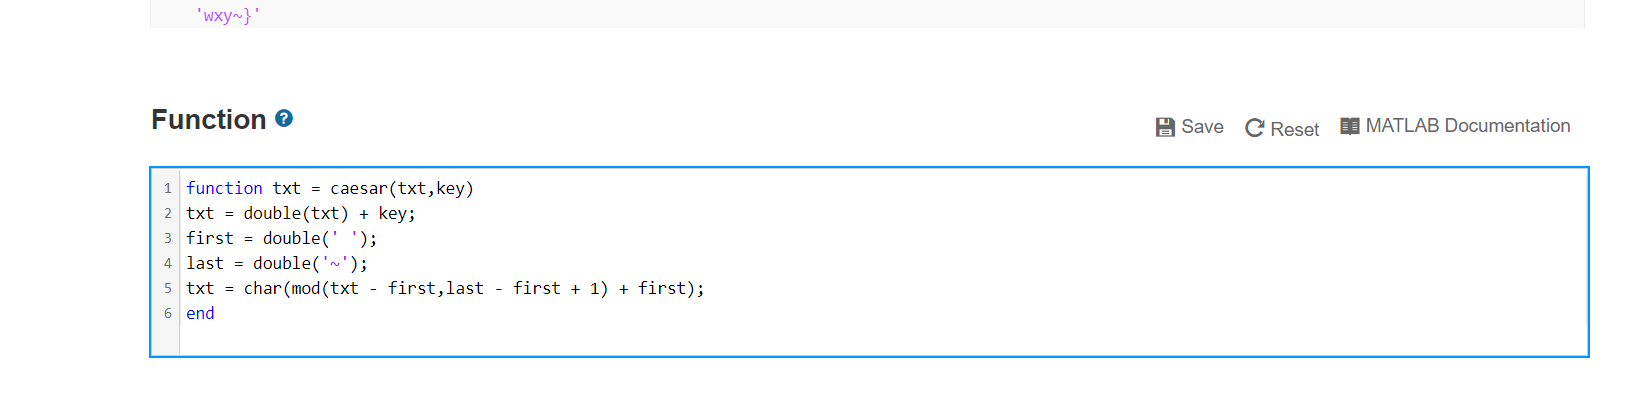 'wxy~}'
Function ?
Save Reset MATLAB Documentation
1 function txt = caesar(txt,key)
2 txt = double(txt) + key;
3 first = double(' ');
4 last = double('~');
5 txt = char(mod(txt - first,last - first + 1) + first);
6 end